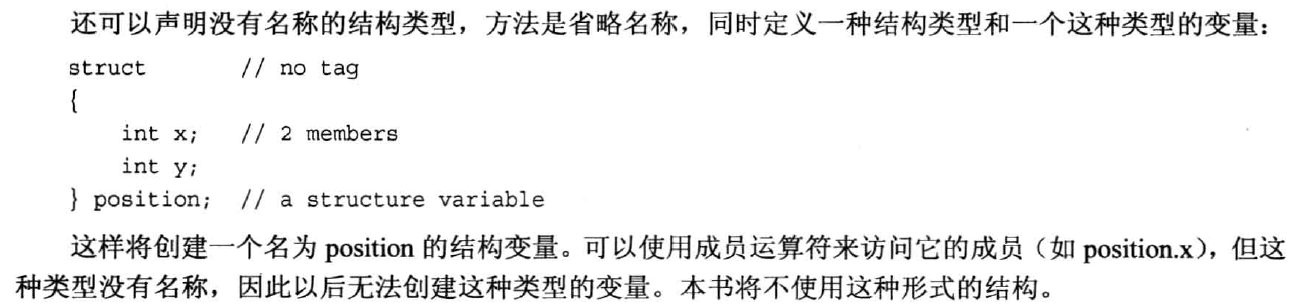 还可以声明没有名称的结构类型，方法是省略名称，同时定义一种结构类型和一个这种类型的变量：
struct // no tag
{
int x; // 2 members
int y;
} position; // a structure variable
这样将创建一个名为 position 的结构变量。可以使用成员运算符来访问它的成员（如 position.x），但这
种类型没有名称，因此以后无法创建这种类型的变量。本书将不使用这种形式的结构。